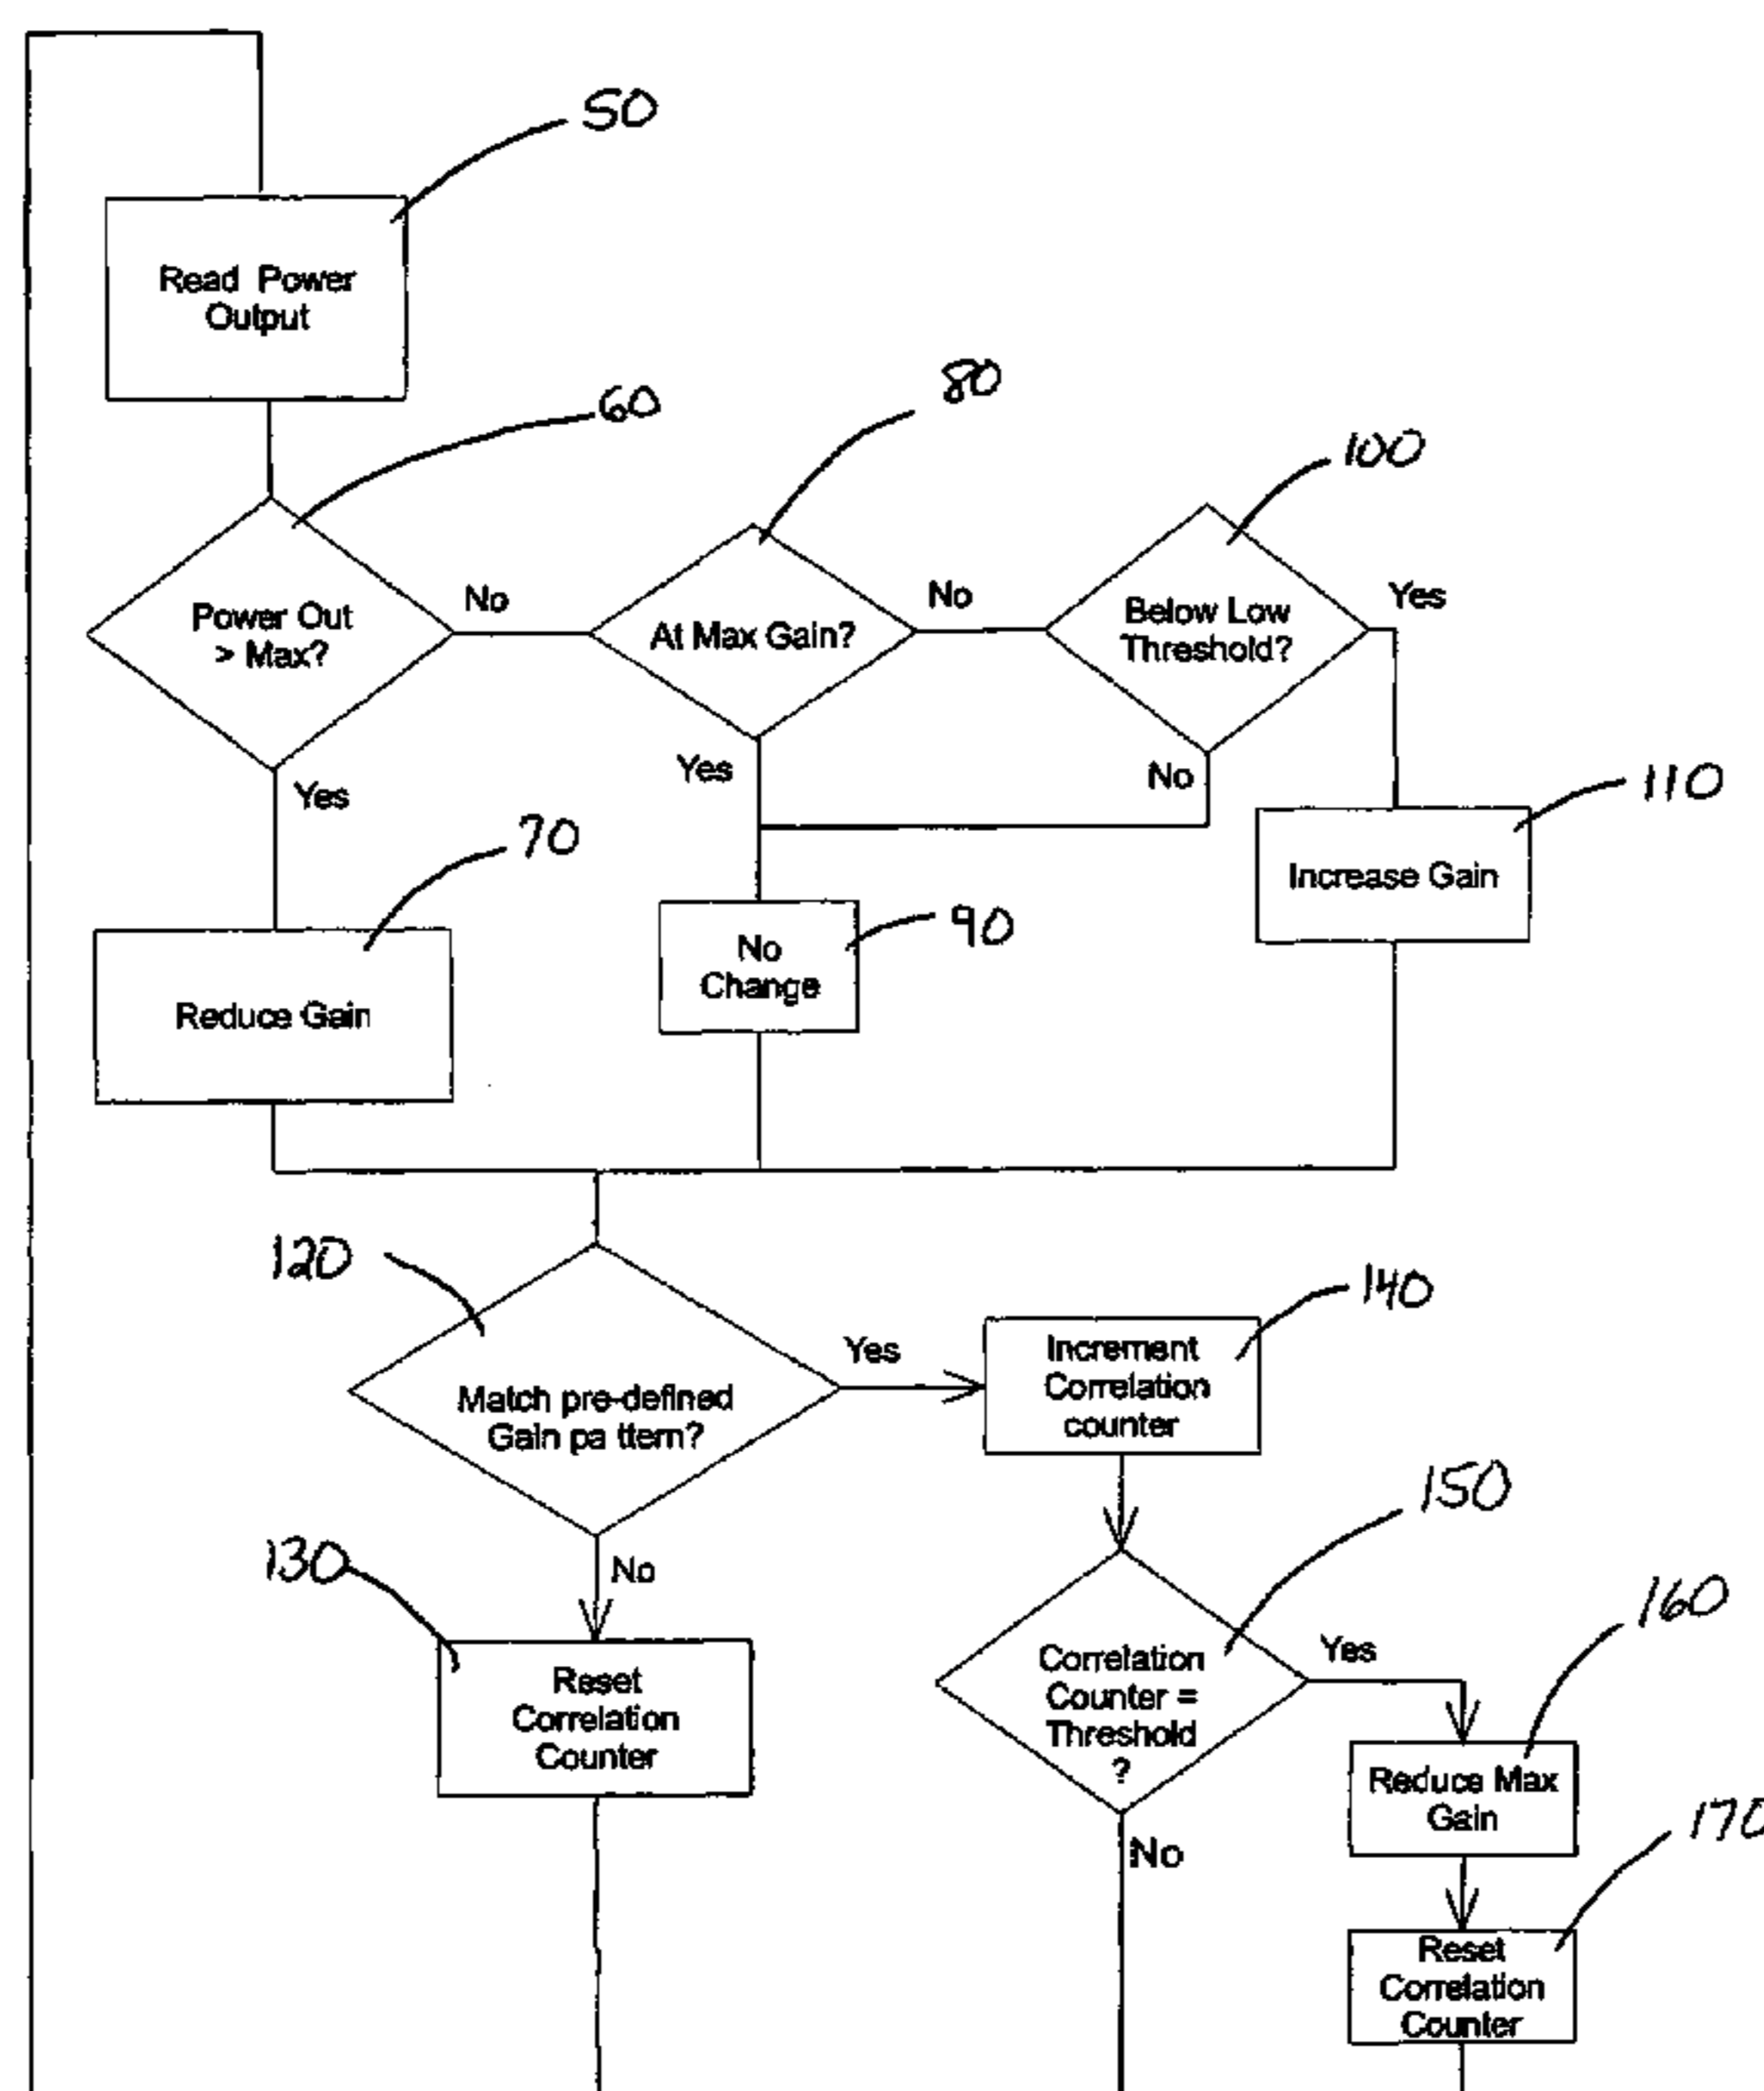 50
Read Power
Output
60
80
100
Power Out
> Max?
No
At Max Gain?
No
Below Low
Threshold?
Yes
Yes
Yes
No
110
70
Increase Gain
90
No
Change
Reduce Gain
120
140
Match pre-defined
Gain pa ttern?
Yes
Increment
Correlation
counter
150
130
No
160
Reset
Correlation
Counter
Correlation
Counter =
Threshold
?
Yes
Reduce Max
Gain
170
No
Reset
Correlation
Counter